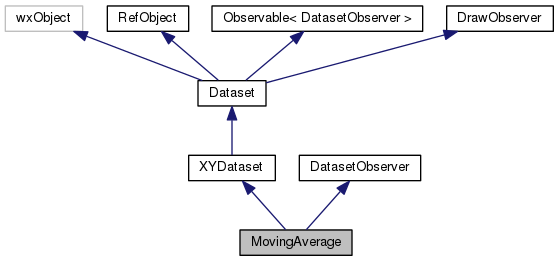 wxObject
RefObject
Observable< DatasetObserver >
DrawObserver
Dataset
XYDataset
DatasetObserver
MovingAverage